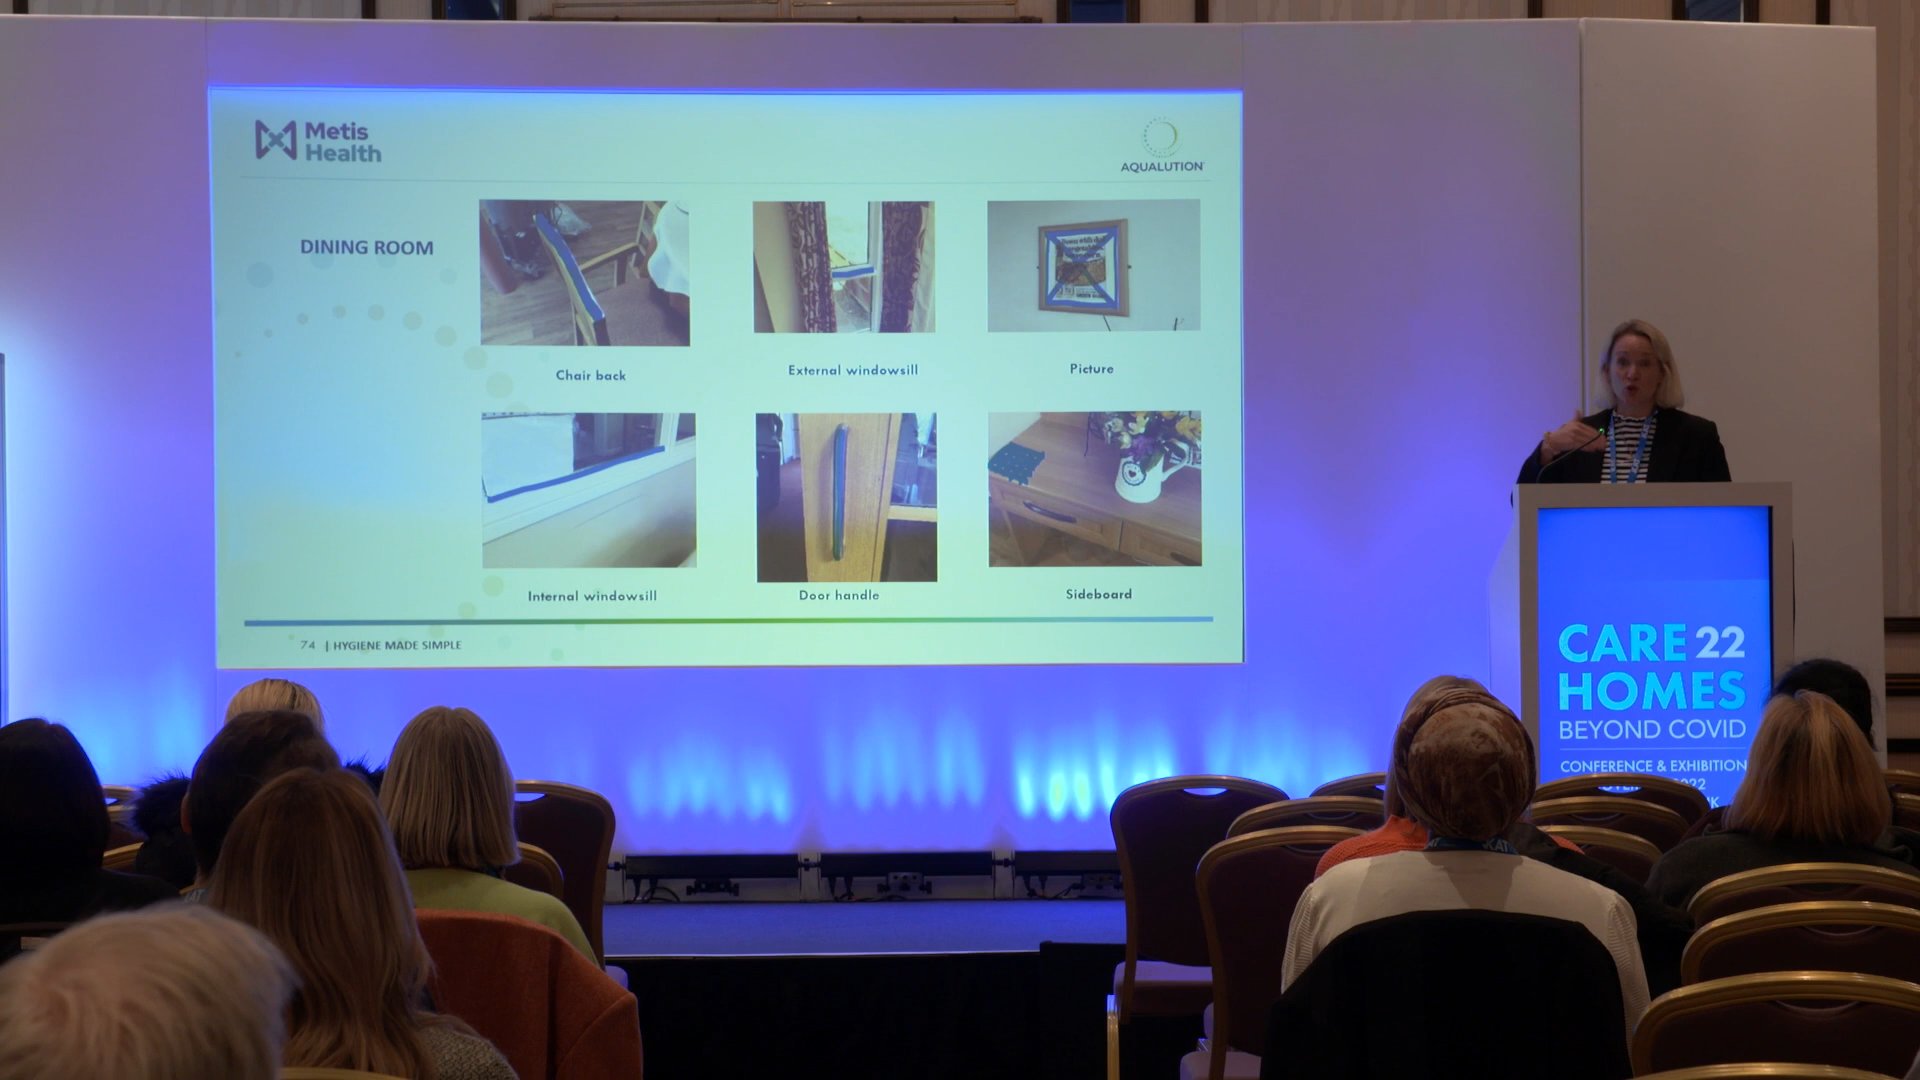 Metis
Health
AQUALUTION
DINING ROOM
Chair back
External windowsill
Picture
Internal windowsill
Door handle
Sideboard
74 | HYGIENE MADE SIMPLE
CARE 22
HOMES
BEYOND COVID
CONFERENCE & EXHIBITION